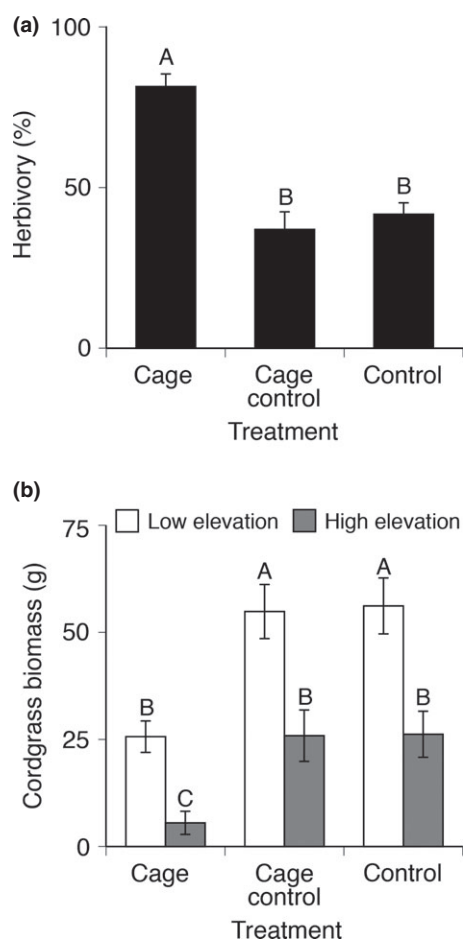 (a)
100
50
0
Herbivory (%)
A
B
B
Cage
Cage control
Control
Treatment
(b)
Low elevation
High elevation
75
50
25
0
Cordgrass biomass (g)
B
C
A
B
A
B
Cage
Cage control
Control
Treatment